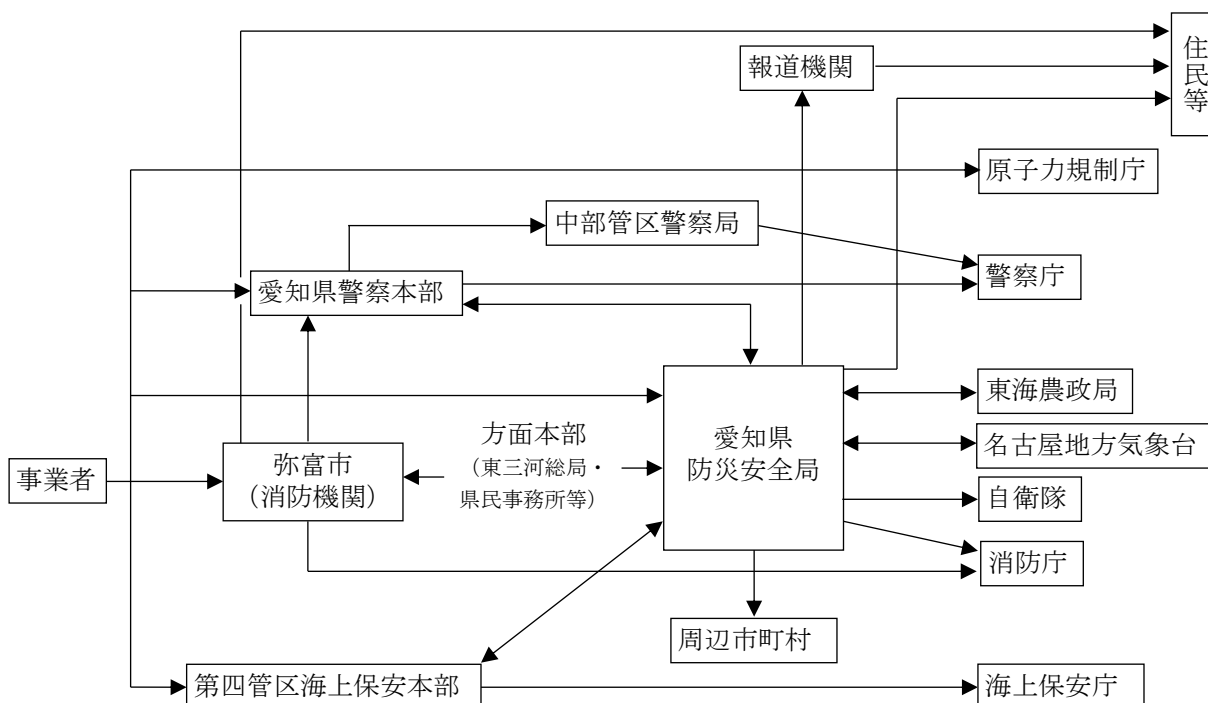 住民等
報道機関
原子力規制庁
中部管区警察局
警察庁
愛知県警察本部
東海農政局
方面本部
（東三河総局・
県民事務所等）
愛知県
防災安全局
名古屋地方気象台
事業者
弥富市
（消防機関）
自衛隊
消防庁
周辺市町村
第四管区海上保安本部
海上保安庁